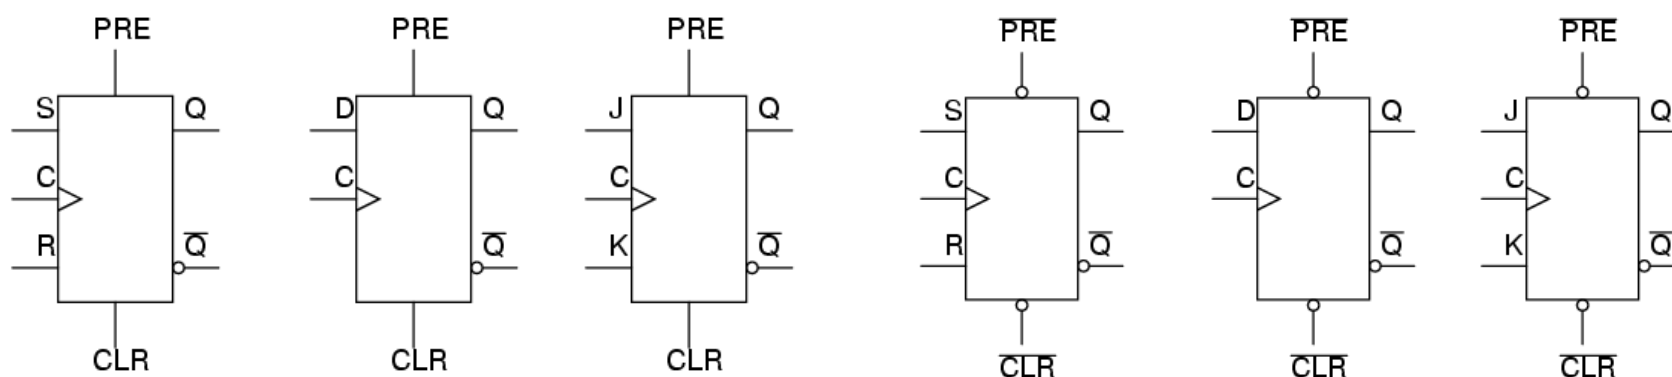 PRE PRE PRE P̅R̅E̅ P̅R̅E̅ P̅R̅E̅
S Q D Q J Q S Q D Q J Q
C C C C C C
R Q̅ Q̅ K Q̅ R Q̅ Q̅ K Q̅
CLR CLR CLR C̅L̅R̅ C̅L̅R̅ C̅L̅R̅